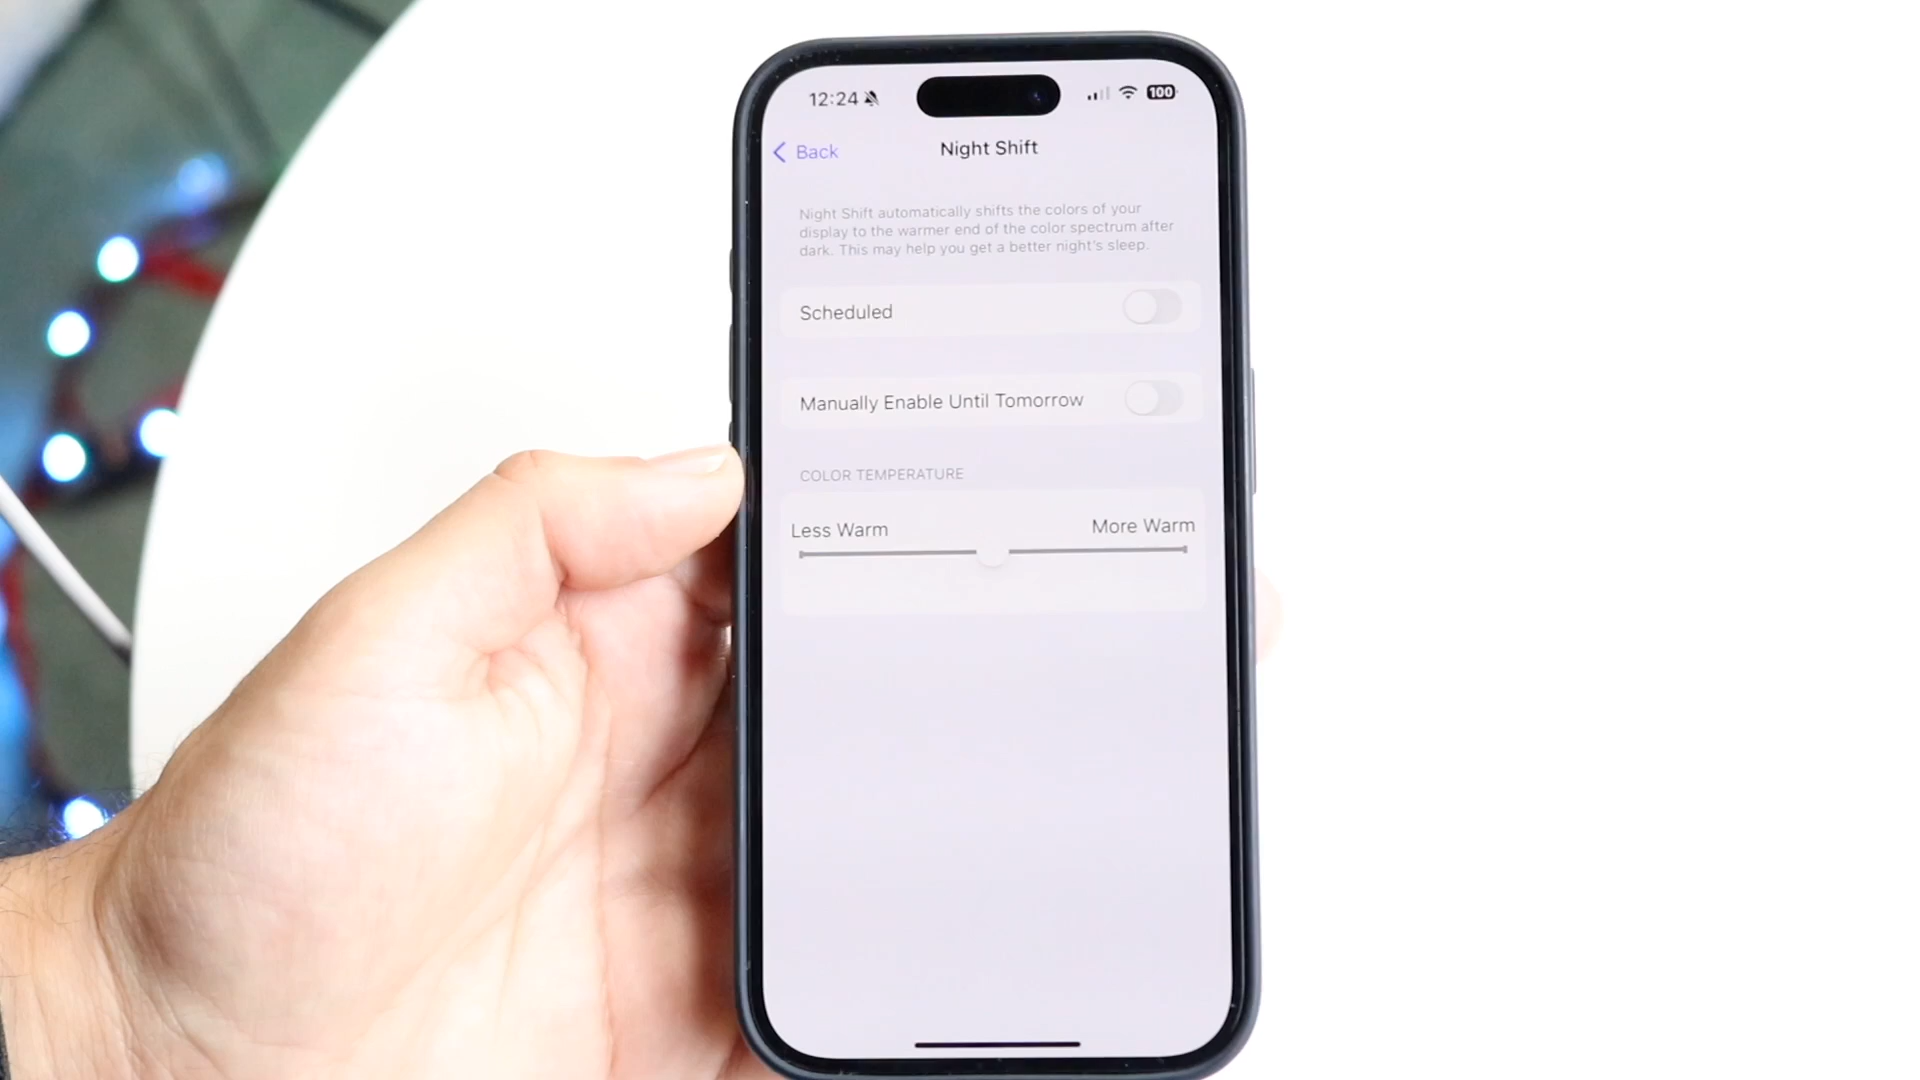 12:24
100
Back
Night Shift
Night Shift automatically shifts the colors of your
display to the warmer end of the color spectrum after
dark. This may help you get a better night's sleep.
Scheduled
Manually Enable Until Tomorrow
COLOR TEMPERATURE
Less Warm More Warm